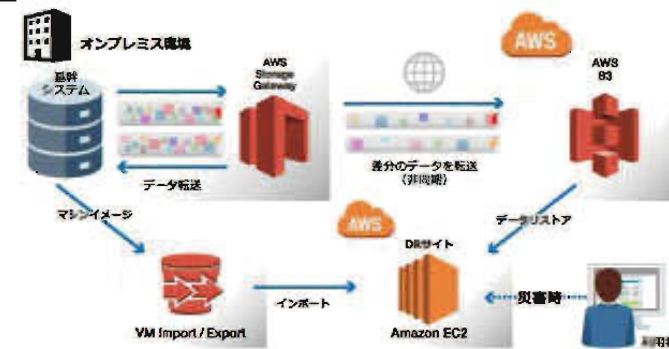 オンプレミス環境
基幹
システム
データ転送
AWS
Storage
Gateway
差分のデータを転送
(非同期)
AWS
AWS
S3
マシンイメージ
VM Import / Export
インポート
AWS
DRサイト
Amazon EC2
データリストア
災害時